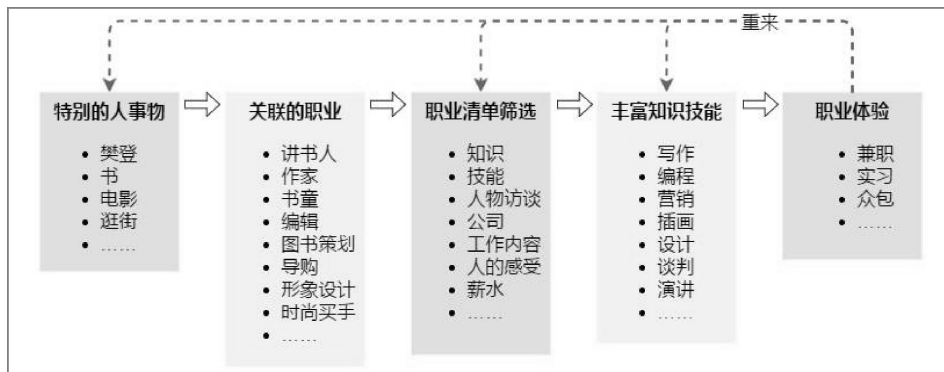 重来
特别的人事物
• 樊登
• 书
• 电影
• 逛街
• ……
关联的职业
• 讲书人
• 作家
• 书童
• 编辑
• 图书策划
• 导购
• 形象设计
• 时尚买手
• ……
职业清单筛选
• 知识
• 技能
• 人物访谈
• 公司
• 工作内容
• 人的感受
• 薪水
• ……
丰富知识技能
• 写作
• 编程
• 营销
• 插画
• 设计
• 谈判
• 演讲
• ……
职业体验
• 兼职
• 实习
• 众包
• ……